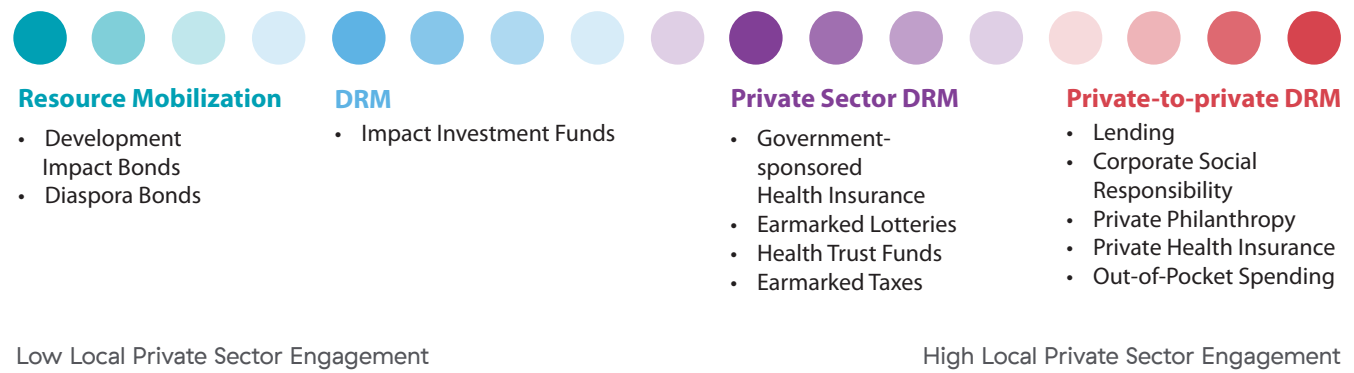 Resource Mobilization
• Development
Impact Bonds
• Diaspora Bonds
DRM
• Impact Investment Funds
Private Sector DRM
• Government-
sponsored
Health Insurance
• Earmarked Lotteries
• Health Trust Funds
• Earmarked Taxes
Private-to-private DRM
• Lending
• Corporate Social
Responsibility
• Private Philanthropy
• Private Health Insurance
• Out-of-Pocket Spending
Low Local Private Sector Engagement
High Local Private Sector Engagement